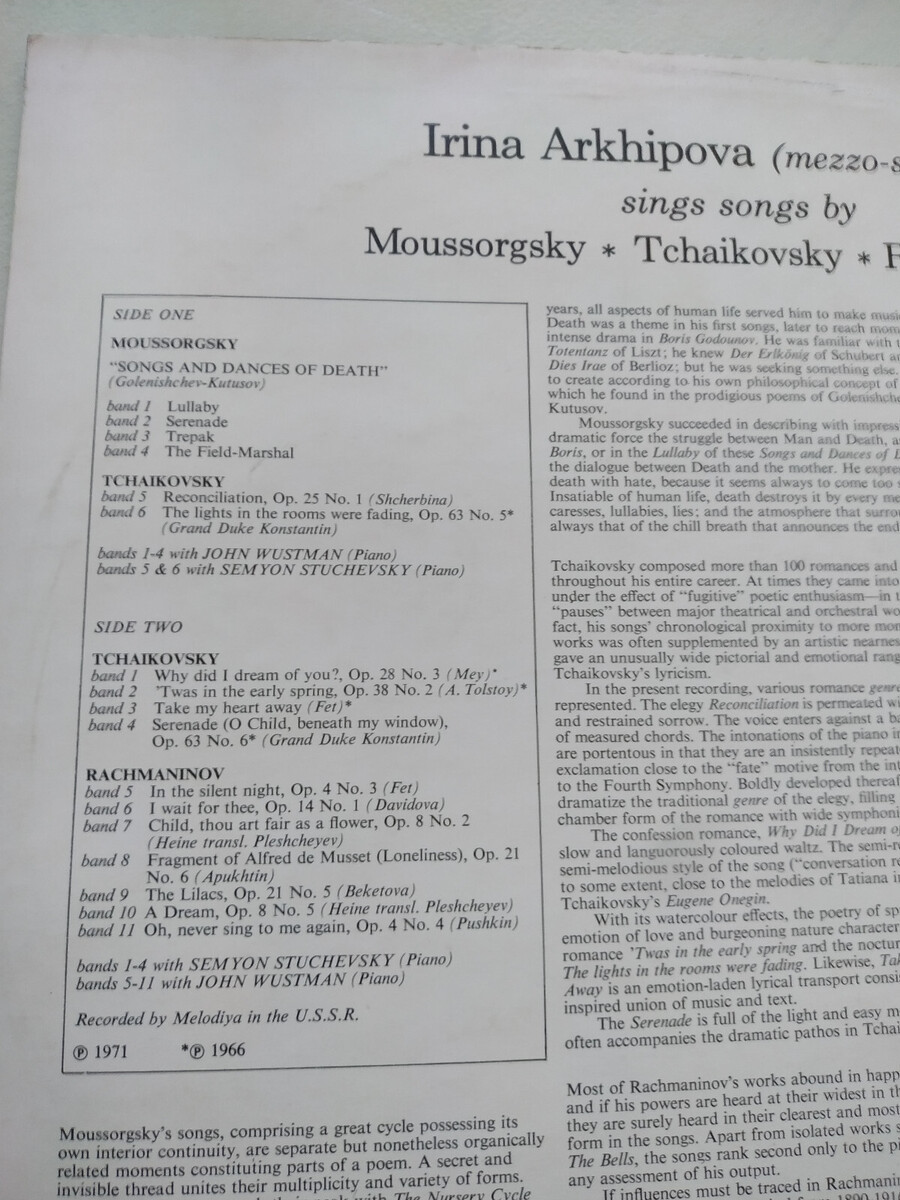 Irina Arkhipova (mezzo-s
sings songs by
Moussorgsky * Tchaikovsky *
SIDE ONE
MOUSSORGSKY
"SONGS AND DANCES OF DEATH"
(Golenishchev-Kutusov)
band 1 Lullaby
band 2 Serenade
band 3 Trepak
band 4 The Field-Marshal
TCHAIKOVSKY
band 5 Reconciliation, Op. 25 No. 1 (Shcherbina)
band 6 The lights in the rooms were fading, Op. 63 No. 5*
(Grand Duke Konstantin)
bands 1-4 with JOHN WUSTMAN (Piano)
bands 5 & 6 with SEMYON STUCHEVSKY (Piano)
SIDE TWO
TCHAIKOVSKY
band 1 Why did I dream of you?, Op. 28 No. 3 (Mey)*
band 2 'Twas in the early spring, Op. 38 No. 2 (A. Tolstoy)*
band 3 Take my heart away (Fet)*
band 4 Serenade (O Child, beneath my window),
Op. 63 No. 6* (Grand Duke Konstantin)
RACHMANINOV
band 5 In the silent night, Op. 4 No. 3 (Fet)
band 6 I wait for thee, Op. 14 No. 1 (Davidova)
band 7 Child, thou art fair as a flower, Op. 8 No. 2
(Heine transl. Pleshcheyev)
band 8 Fragment of Alfred de Musset (Loneliness), Op. 21
No. 6 (Apukhtin)
band 9 The Lilacs, Op. 21 No. 5 (Beketova)
band 10 A Dream, Op. 8 No. 5 (Heine transl. Pleshcheyev)
band 11 Oh, never sing to me again, Op. 4 No. 4 (Pushkin)
bands 1-4 with SEMYON STUCHEVSKY (Piano)
bands 5-11 with JOHN WUSTMAN (Piano)
Recorded by Melodiya in the U.S.S.R.
℗ 1971 *℗ 1966
Moussorgsky's songs, comprising a great cycle possessing its
own interior continuity, are separate but nonetheless organically
related moments constituting parts of a poem. A secret and
invisible thread unites their multiplicity and variety of forms.
The Nursery Cycle
years, all aspects of human life served him to make musi
Death was a theme in his first songs, later to reach mom
intense drama in Boris Godounov. He was familiar with
Totentanz of Liszt; he knew Der Erlkönig of Schubert a
Dies Irae of Berlioz; but he was seeking something else.
to create according to his own philosophical concept of
which he found in the prodigious poems of Golenishche
Kutusov.
Moussorgsky succeeded in describing with impress
dramatic force the struggle between Man and Death, a
Boris, or in the Lullaby of these Songs and Dances of D
the dialogue between Death and the mother. He expre
death with hate, because it seems always to come too
Insatiable of human life, death destroys it by every me
caresses, lullabies, lies; and the atmosphere that surro
always that of the chill breath that announces the end
Tchaikovsky composed more than 100 romances and
throughout his entire career. At times they came into
under the effect of "fugitive" poetic enthusiasm—in t
"pauses" between major theatrical and orchestral wo
fact, his songs' chronological proximity to more mon
works was often supplemented by an artistic nearnes
gave an unusually wide pictorial and emotional rang
Tchaikovsky's lyricism.
In the present recording, various romance genre
represented. The elegy Reconciliation is permeated wi
and restrained sorrow. The voice enters against a ba
of measured chords. The intonations of the piano in
are portentous in that they are an insistently repeat
exclamation close to the "fate" motive from the int
to the Fourth Symphony. Boldly developed thereaf
dramatize the traditional genre of the elegy, filling
chamber form of the romance with wide symphoni
The confession romance, Why Did I Dream of
slow and languorously coloured waltz. The semi-r
semi-melodious style of the song ("conversation re
to some extent, close to the melodies of Tatiana i
Tchaikovsky's Eugene Onegin.
With its watercolour effects, the poetry of sp
emotion of love and burgeoning nature character
romance 'Twas in the early spring and the noctur
The lights in the rooms were fading. Likewise, Tak
Away is an emotion-laden lyrical transport consi
inspired union of music and text.
The Serenade is full of the light and easy m
often accompanies the dramatic pathos in Tchai
Most of Rachmaninov's works abound in happ
and if his powers are heard at their widest in th
they are surely heard in their clearest and most
form in the songs. Apart from isolated works s
The Bells, the songs rank second only to the pi
any assessment of his output.
If influences must be traced in Rachmanin